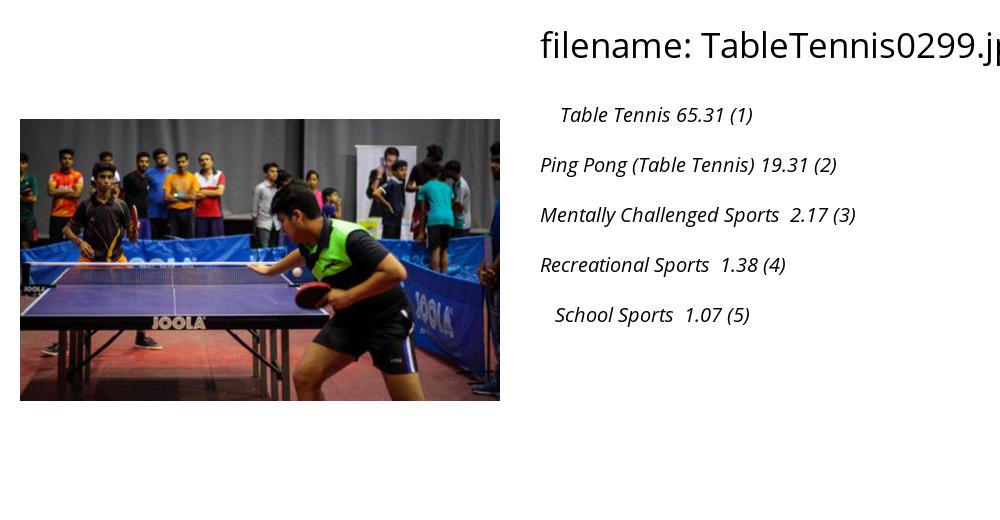 filename: TableTennis0299.jp
Table Tennis 65.31 (1)
Ping Pong (Table Tennis) 19.31 (2)
Mentally Challenged Sports 2.17 (3)
Recreational Sports 1.38 (4)
School Sports 1.07 (5)
JOOLA
JOOLA
JOOLA
JOOLA